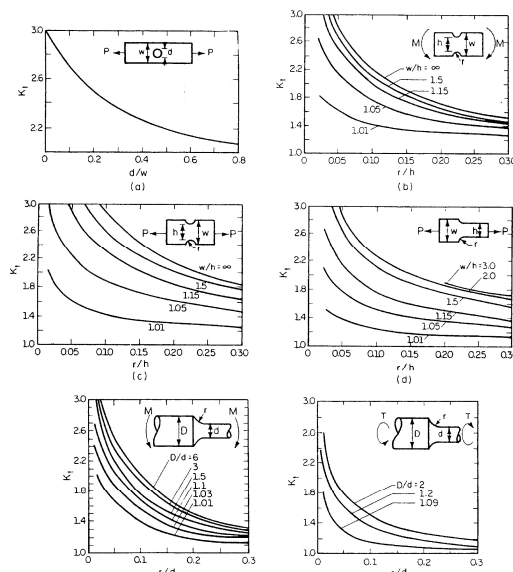 3.0
2.6
2.2
K_t
P
w
d
P
0
0.2
0.4
0.6
0.8
d/w
(a)
3.0
2.6
2.2
1.8
1.4
1.0
K_t
M
h
w
r
M
w/h = ∞
1.5
1.15
1.05
1.01
0
0.05
0.10
0.15
0.20
0.25
0.30
r/h
(b)
3.0
2.6
2.2
1.8
1.4
1.0
K_t
P
h
w
r
P
w/h = ∞
1.5
1.15
1.05
1.01
0
0.05
0.10
0.15
0.20
0.25
0.30
r/h
(c)
3.0
2.6
2.2
1.8
1.4
1.0
K_t
P
w
h
r
P
w/h = 3.0
2.0
1.5
1.15
1.05
1.01
0
0.05
0.10
0.15
0.20
0.25
0.30
r/h
(d)
3.0
2.6
2.2
1.8
1.4
1.0
K_t
M
D
d
r
M
D/d = 6
3
1.5
1.1
1.03
1.01
0
0.1
0.2
0.3
r/d
3.0
2.6
2.2
1.8
1.4
1.0
K_t
T
D
d
r
T
D/d = 2
1.2
1.09
0
0.1
0.2
0.3